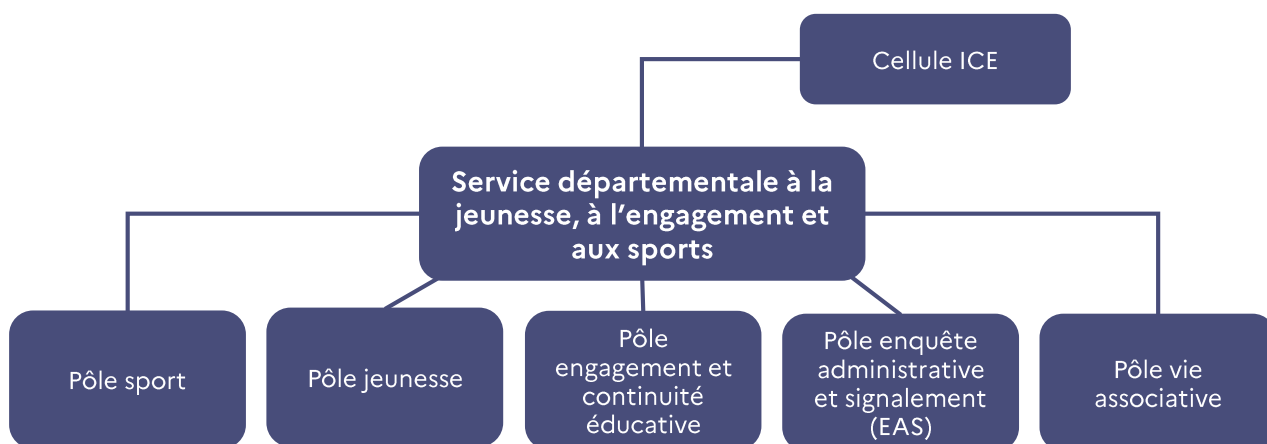 Cellule ICE
Service départementale à la
jeunesse, à l’engagement et
aux sports
Pôle sport
Pôle jeunesse
Pôle
engagement et
continuité
éducative
Pôle enquête
administrative
et signalement
(EAS)
Pôle vie
associative